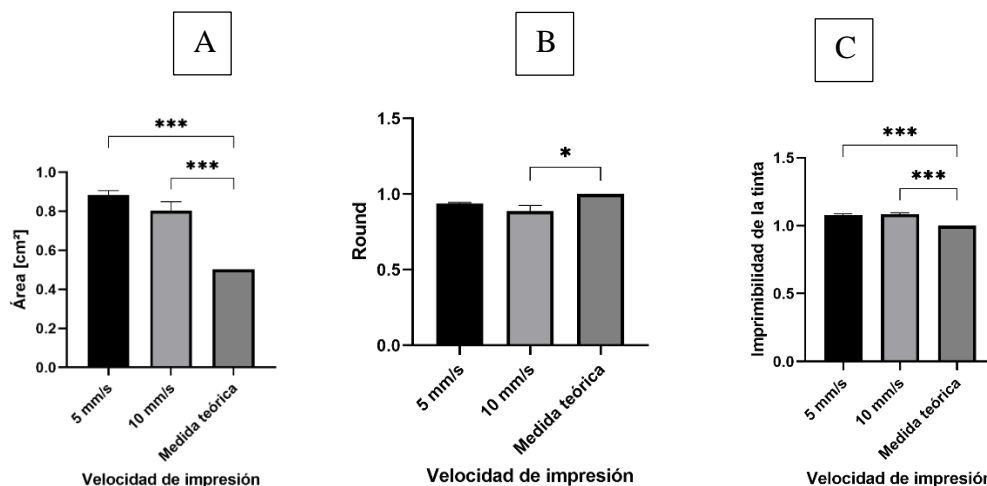 A
B
C
***
***
Área [cm²]
1.0
0.8
0.6
0.4
0.2
0.0
5 mm/s
10 mm/s
Medida teórica
Velocidad de impresión
*
Round
1.5
1.0
0.5
0.0
5 mm/s
10 mm/s
Medida teórica
Velocidad de impresión
***
***
Imprimibilidad de la tinta
1.5
1.0
0.5
0.0
5 mm/s
10 mm/s
Medida teórica
Velocidad de impresión